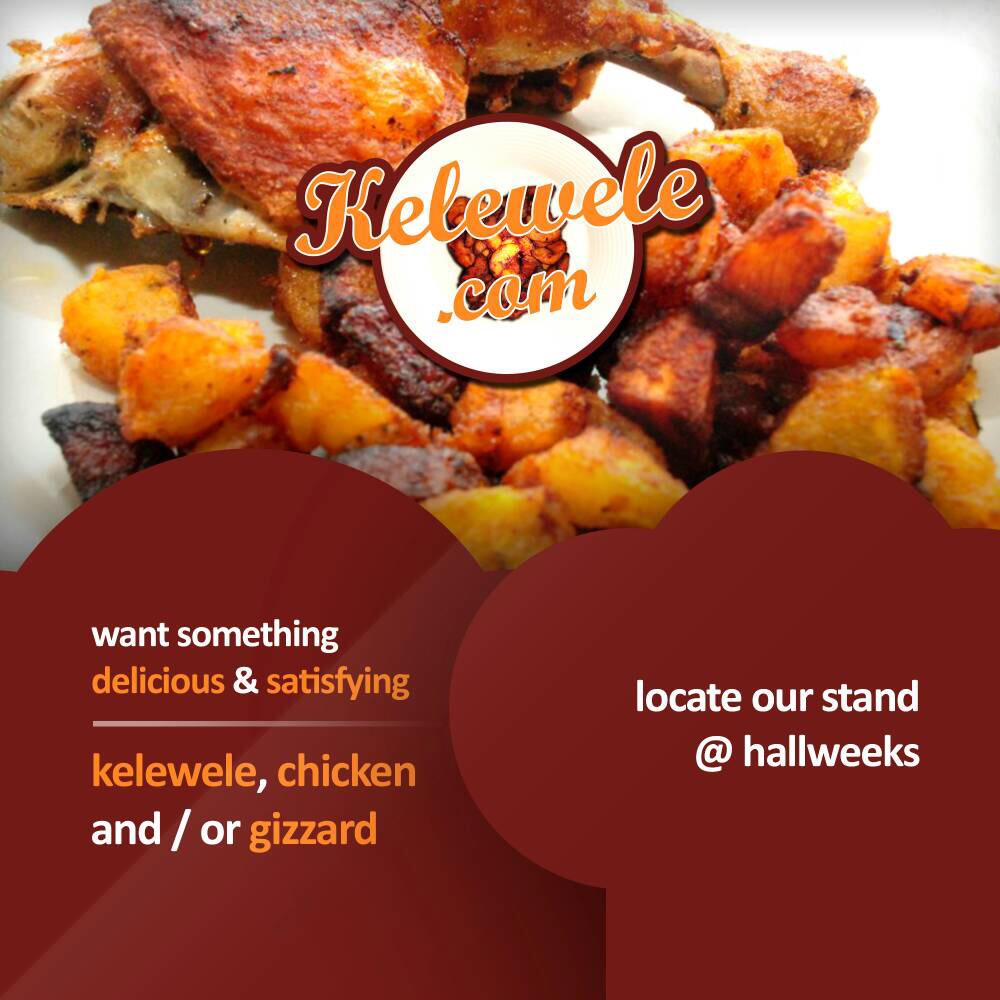 Kelewele
.com
want something
delicious & satisfying
kelewele, chicken
and / or gizzard
locate our stand
@ hallweeks